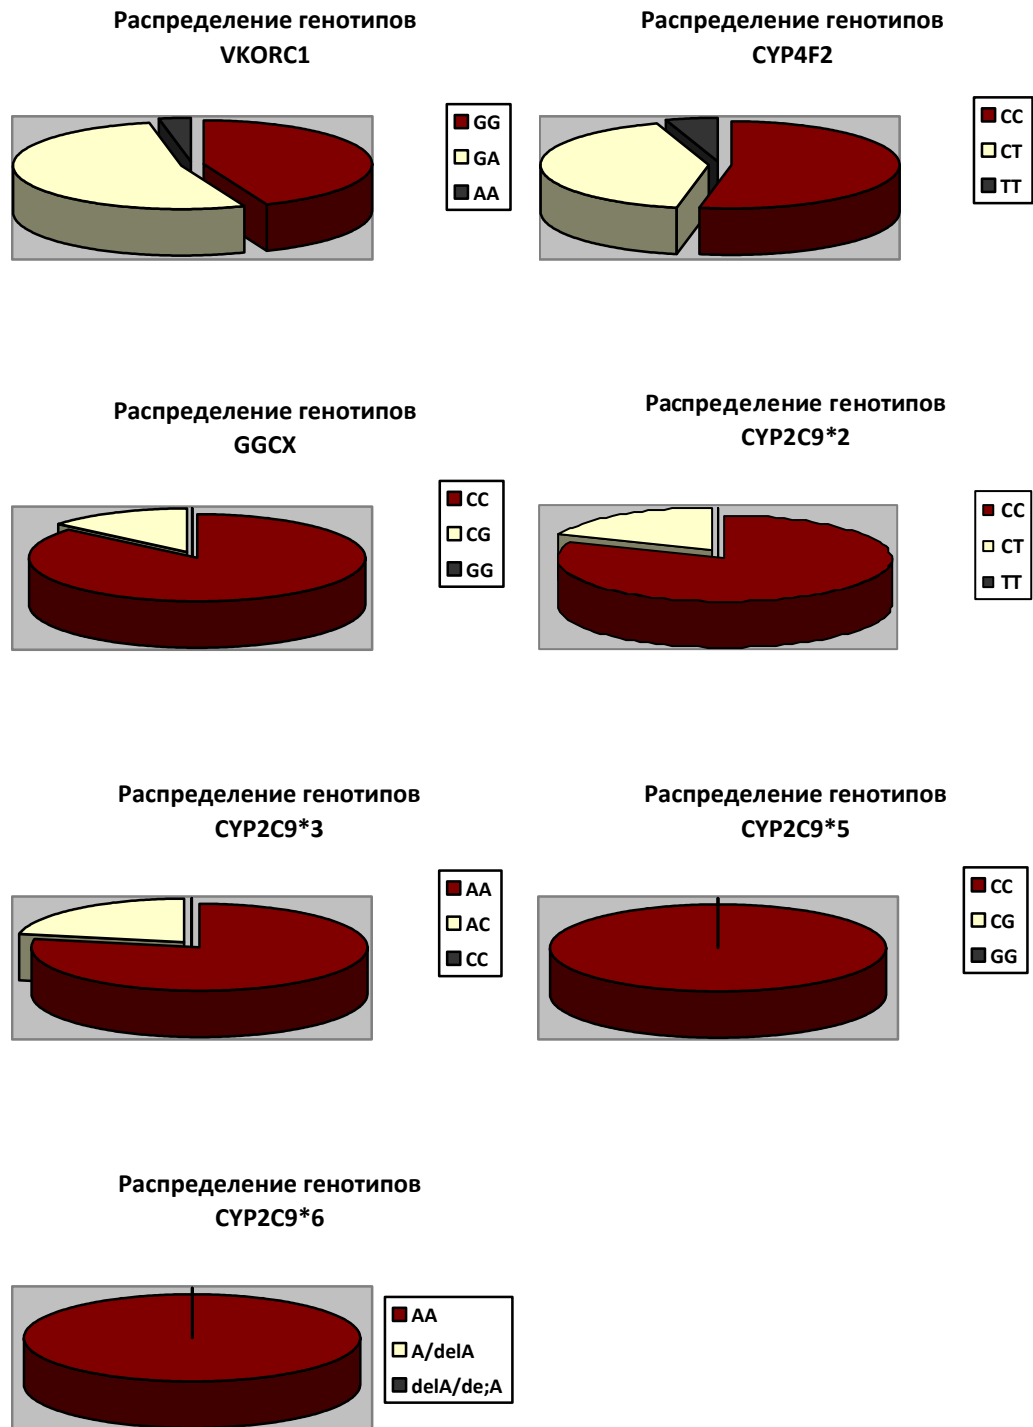 Распределение генотипов
VKORC1
GG
GA
AA
Распределение генотипов
CYP4F2
CC
CT
TT
Распределение генотипов
GGCX
CC
CG
GG
Распределение генотипов
CYP2C9*2
CC
CT
TT
Распределение генотипов
CYP2C9*3
AA
AC
CC
Распределение генотипов
CYP2C9*5
CC
CG
GG
Распределение генотипов
CYP2C9*6
AA
A/delA
delA/de;A